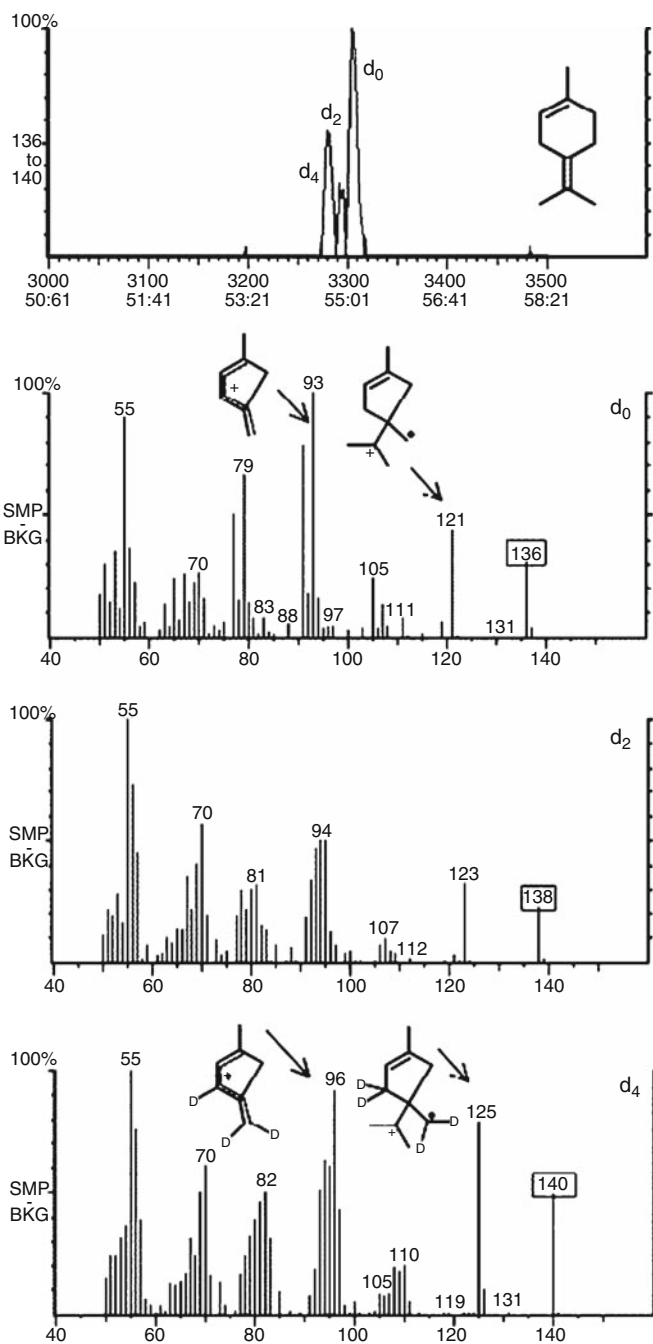 100%
d0
d2
136
to
140
d4
3000 3100 3200 3300 3400 3500
50:61 51:41 53:21 55:01 56:41 58:21
100%
+
93
d0
55
+
79
SMP
-
BKG
121
136
70
105
83 88 97 111
131
40 60 80 100 120 140
100%
55
d2
SMP
-
BKG
70
94
81
123
138
107
112
40 60 80 100 120 140
100%
55
+
D
D
D
96
D
D
+
D
D
125
d4
SMP
-
BKG
70
82
140
105
110
119
131
40 60 80 100 120 140